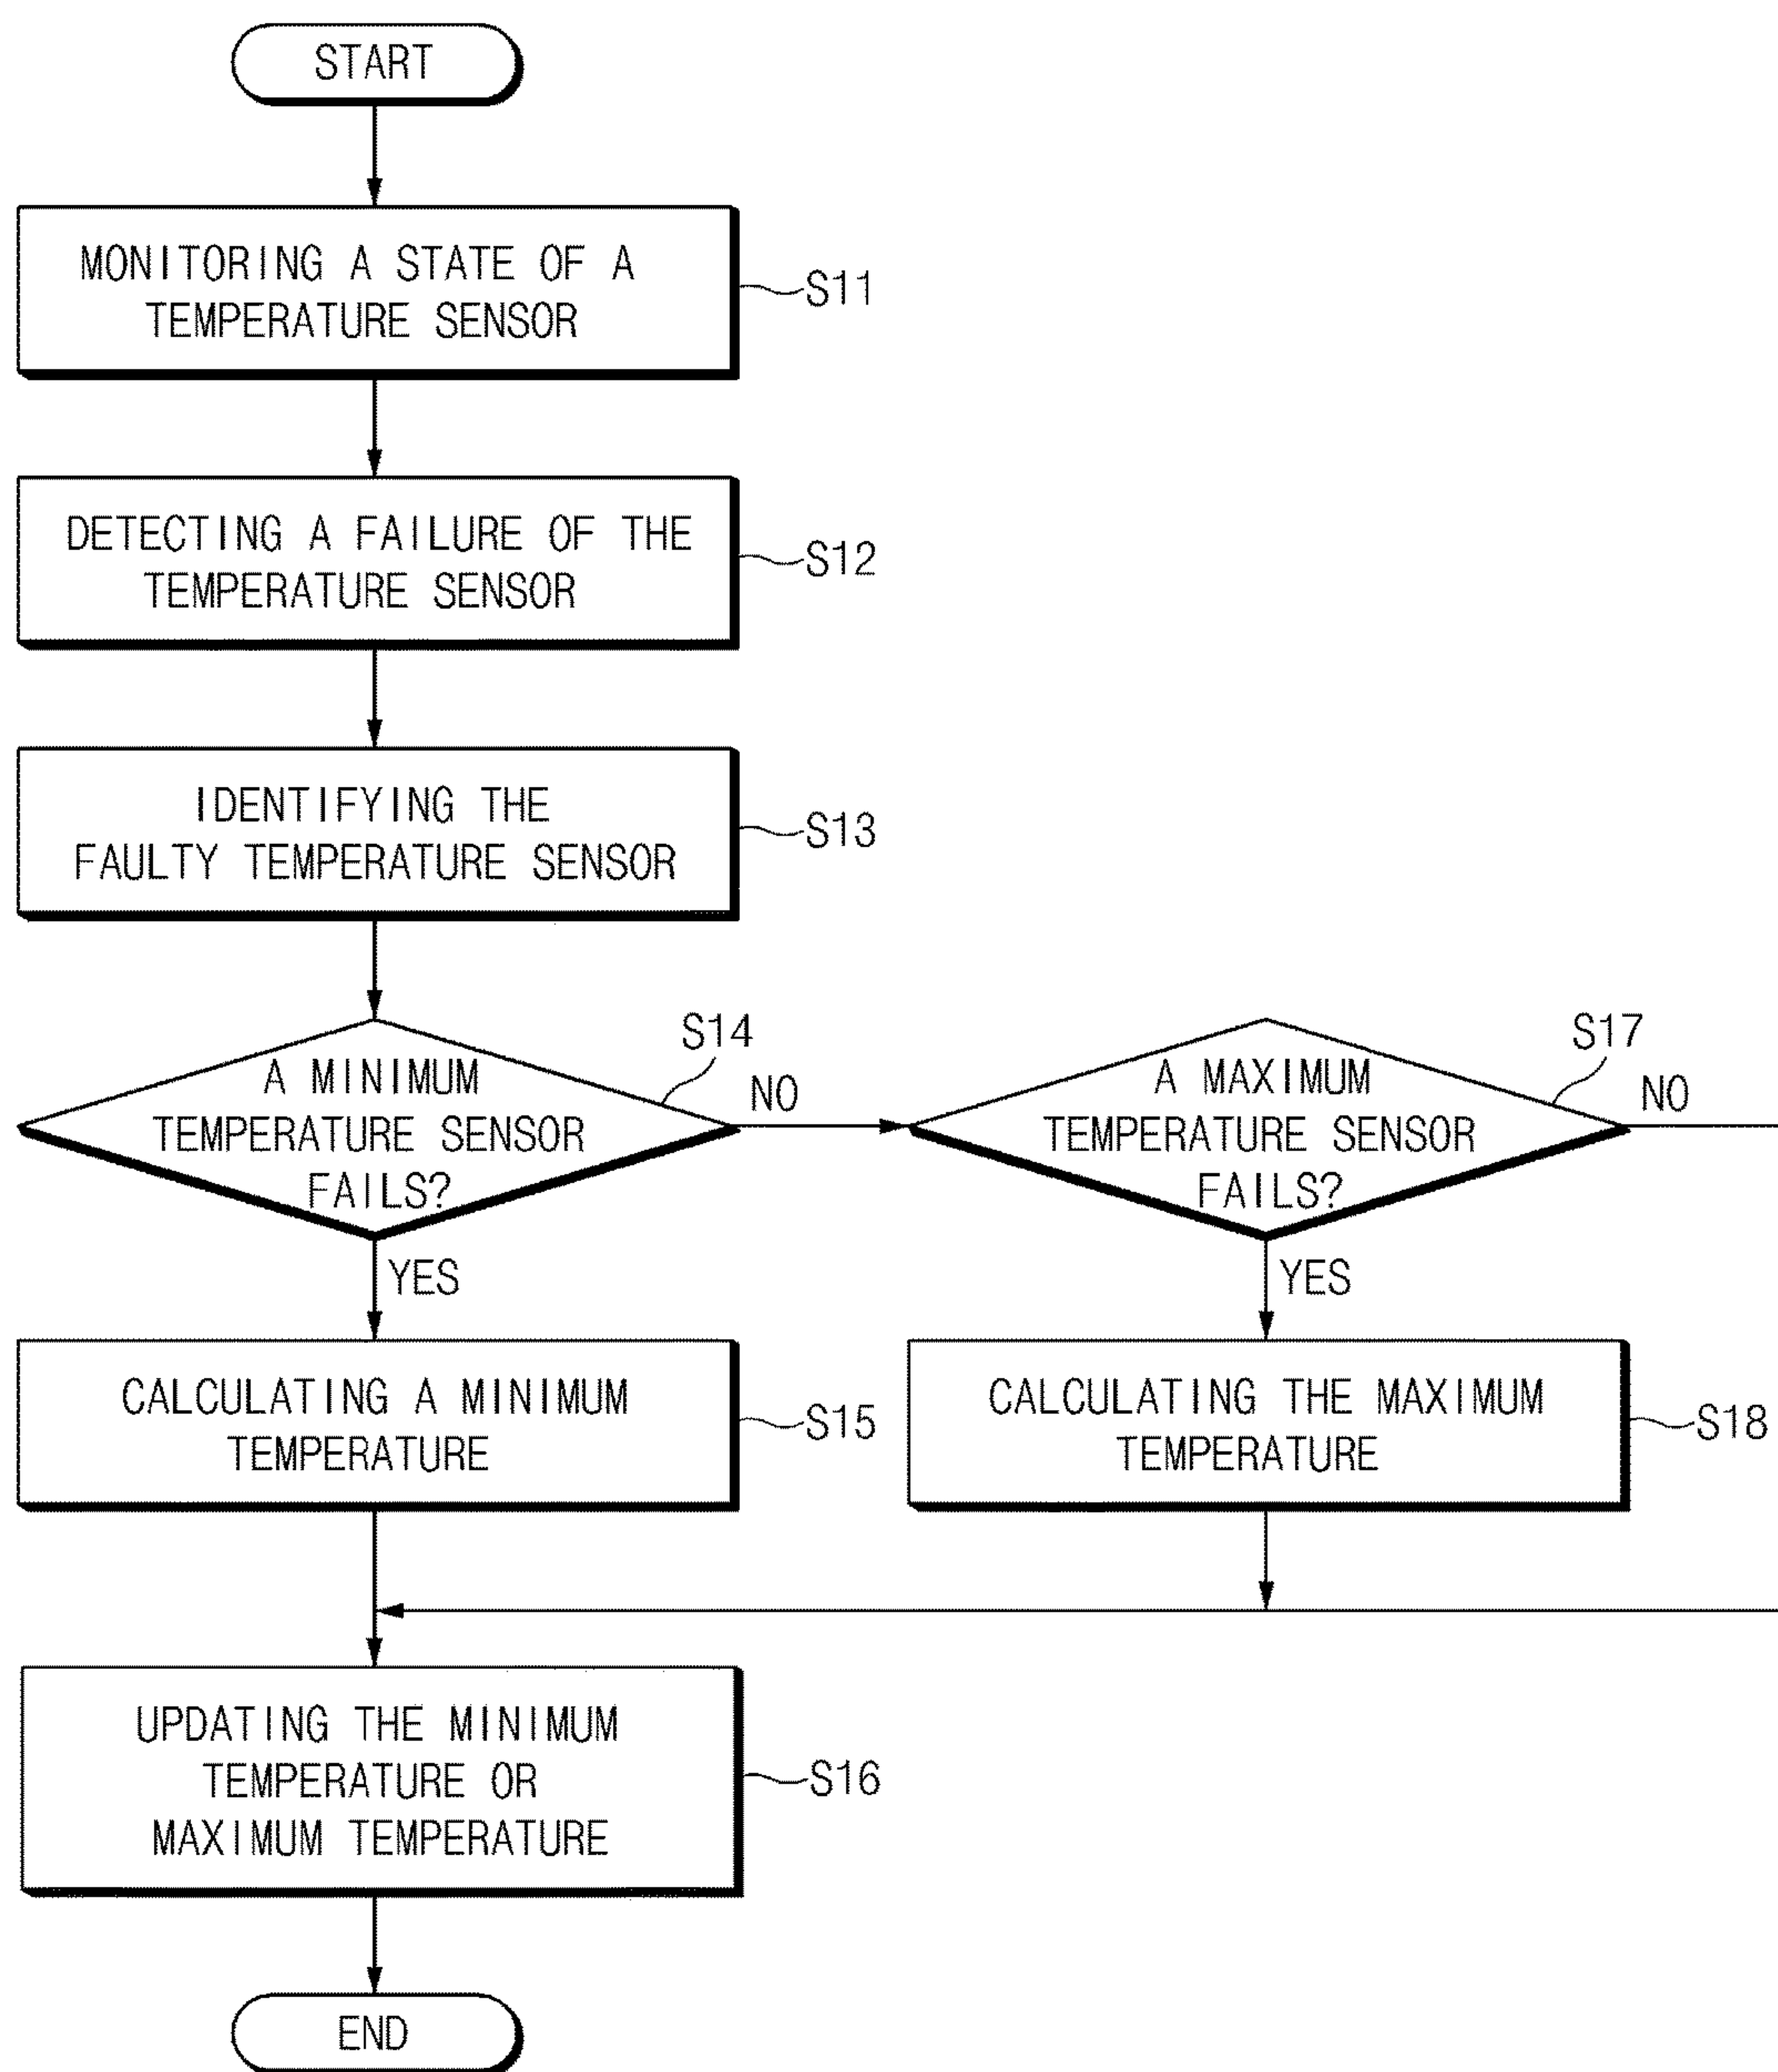 START
MONITORING A STATE OF A
TEMPERATURE SENSOR
S11
DETECTING A FAILURE OF THE
TEMPERATURE SENSOR
S12
IDENTIFYING THE
FAULTY TEMPERATURE SENSOR
S13
A MINIMUM
TEMPERATURE SENSOR
FAILS?
S14
NO
YES
A MAXIMUM
TEMPERATURE SENSOR
FAILS?
S17
NO
YES
CALCULATING A MINIMUM
TEMPERATURE
S15
CALCULATING THE MAXIMUM
TEMPERATURE
S18
UPDATING THE MINIMUM
TEMPERATURE OR
MAXIMUM TEMPERATURE
S16
END